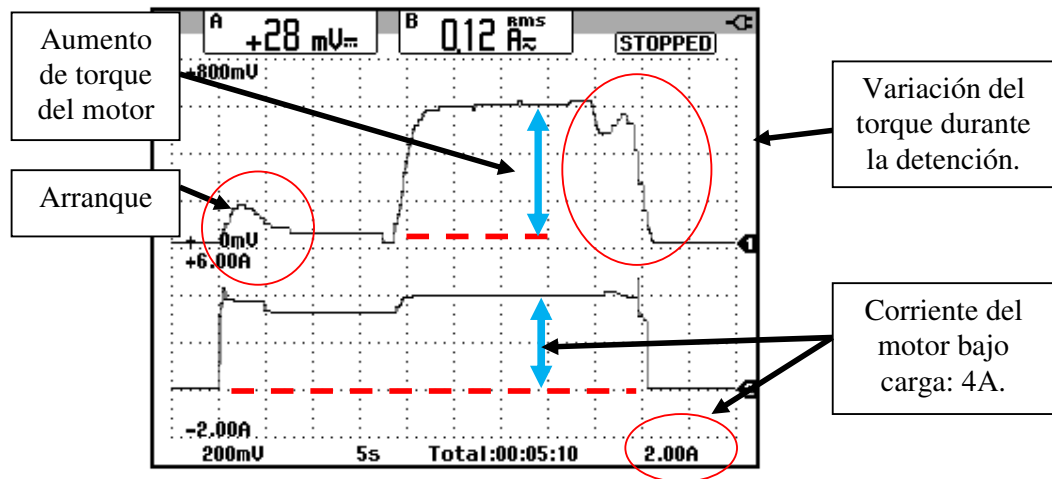 Aumento
de torque
del motor
Arranque
A
+28 mV
B
0.12 rms
A
STOPPED
+800mV
+ 0mV
+6.00A
-2.00A
200mV 5s Total:00:05:10 2.00A
1
2
Variación del
torque durante
la detención.
Corriente del
motor bajo
carga: 4A.